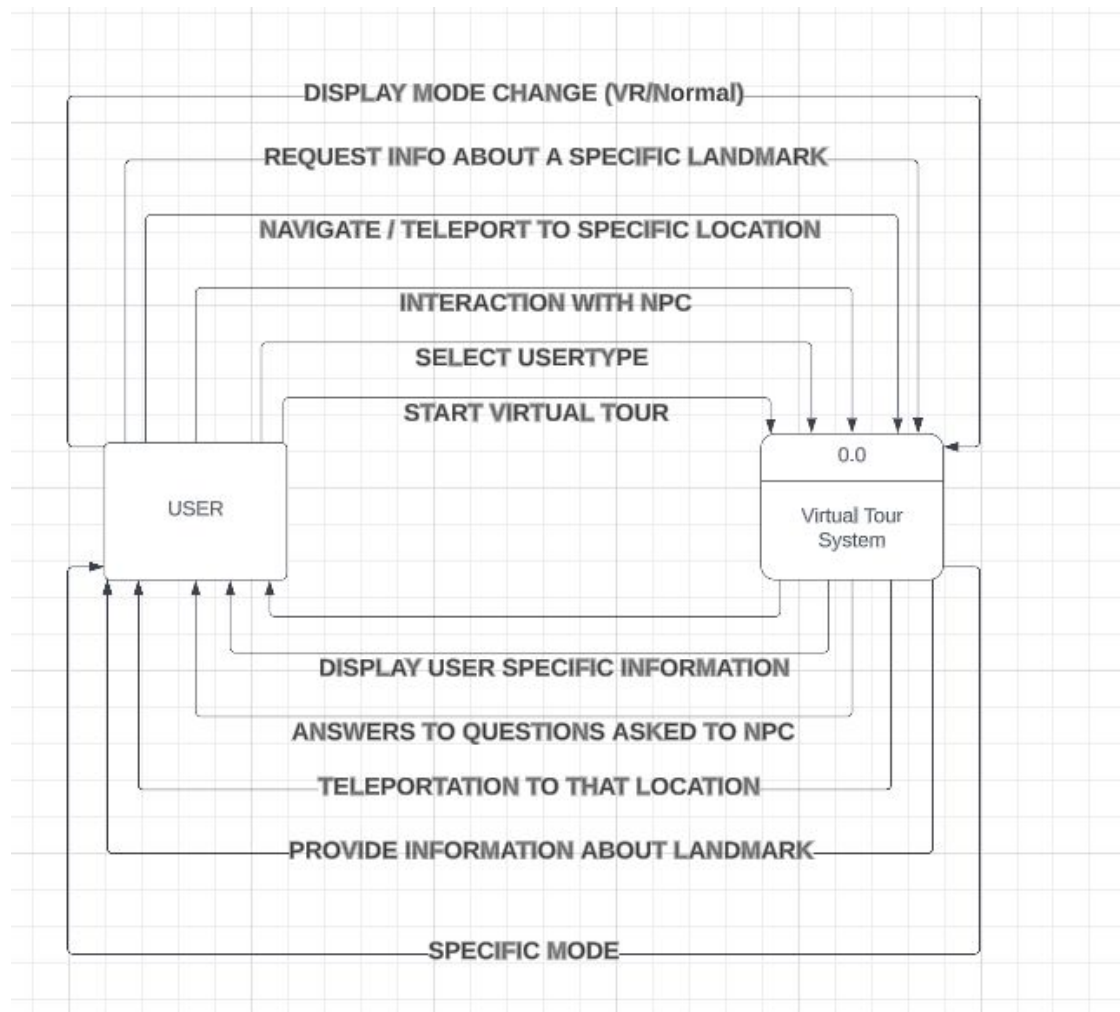 DISPLAY MODE CHANGE (VR/Normal)
REQUEST INFO ABOUT A SPECIFIC LANDMARK
NAVIGATE / TELEPORT TO SPECIFIC LOCATION
INTERACTION WITH NPC
SELECT USERTYPE
START VIRTUAL TOUR
USER
0.0
Virtual Tour
System
DISPLAY USER SPECIFIC INFORMATION
ANSWERS TO QUESTIONS ASKED TO NPC
TELEPORTATION TO THAT LOCATION
PROVIDE INFORMATION ABOUT LANDMARK
SPECIFIC MODE